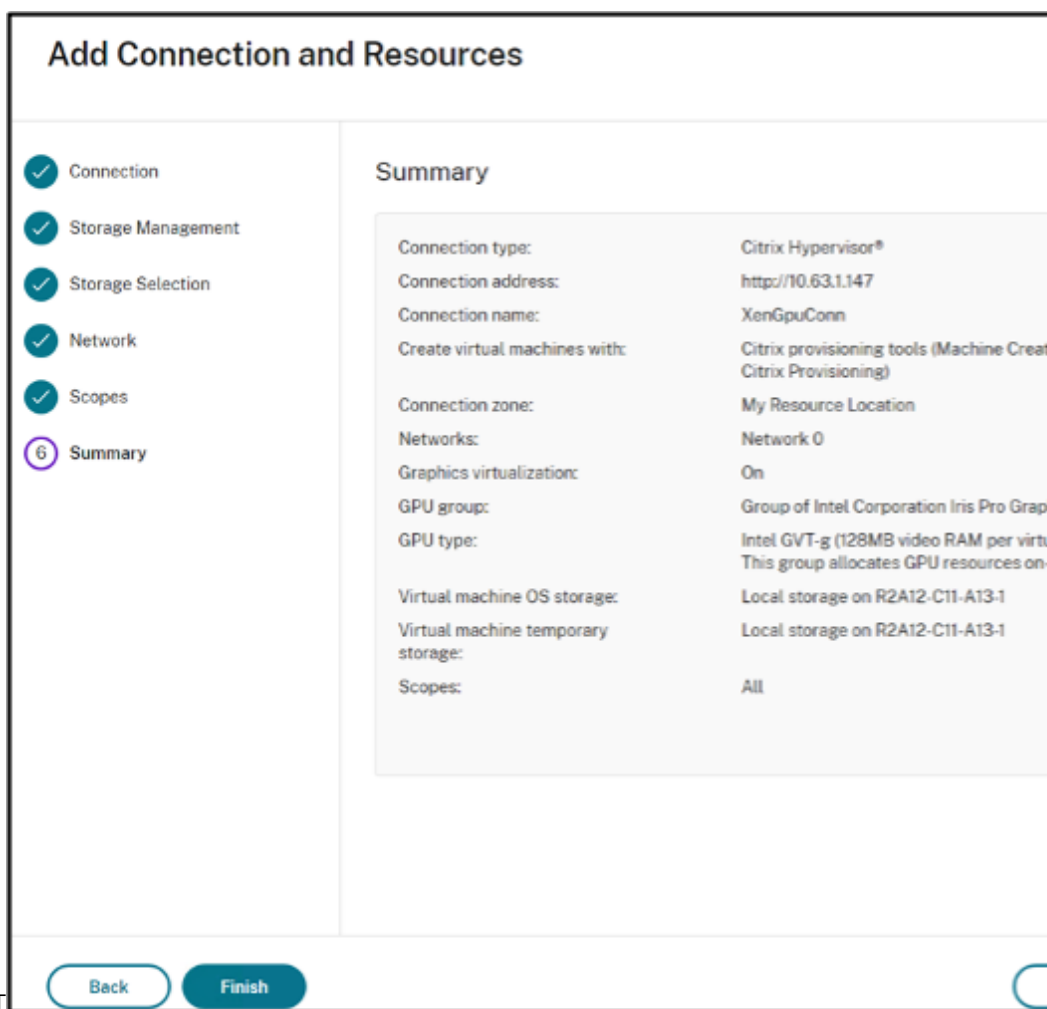 Add Connection and Resources
Connection
Storage Management
Storage Selection
Network
Scopes
6 Summary
Summary
Connection type: Citrix Hypervisor®
Connection address: http://10.63.1.147
Connection name: XenGpuConn
Create virtual machines with: Citrix provisioning tools (Machine Creat
Citrix Provisioning)
Connection zone: My Resource Location
Networks: Network 0
Graphics virtualization: On
GPU group: Group of Intel Corporation Iris Pro Grap
GPU type: Intel GVT-g (128MB video RAM per virtu
This group allocates GPU resources on-
Virtual machine OS storage: Local storage on R2A12-C11-A13-1
Virtual machine temporary Local storage on R2A12-C11-A13-1
storage:
Scopes: All
Back Finish